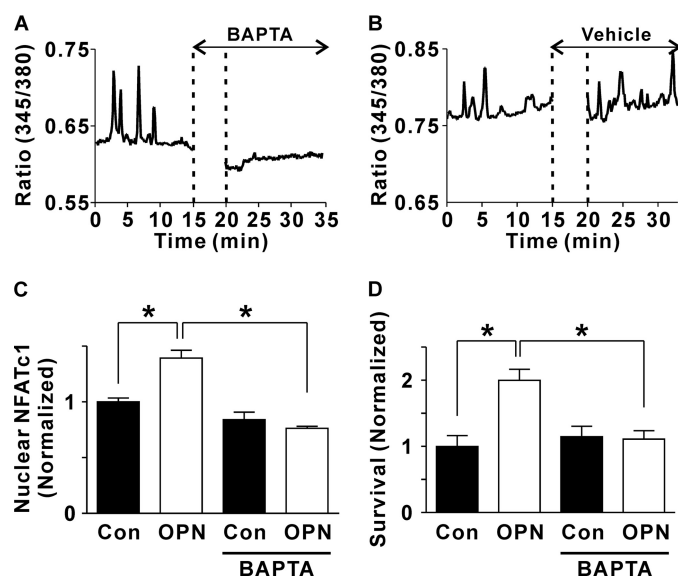 A
BAPTA
Ratio (345/380)
0.75
0.65
0.55
0 5 10 15 20 25 30 35
Time (min)
B
Vehicle
Ratio (345/380)
0.85
0.75
0.65
0 5 10 15 20 25 30
Time (min)
C
Nuclear NFATc1
(Normalized)
1
0
* *
Con OPN Con OPN
BAPTA
D
Survival (Normalized)
2
1
0
* *
Con OPN Con OPN
BAPTA